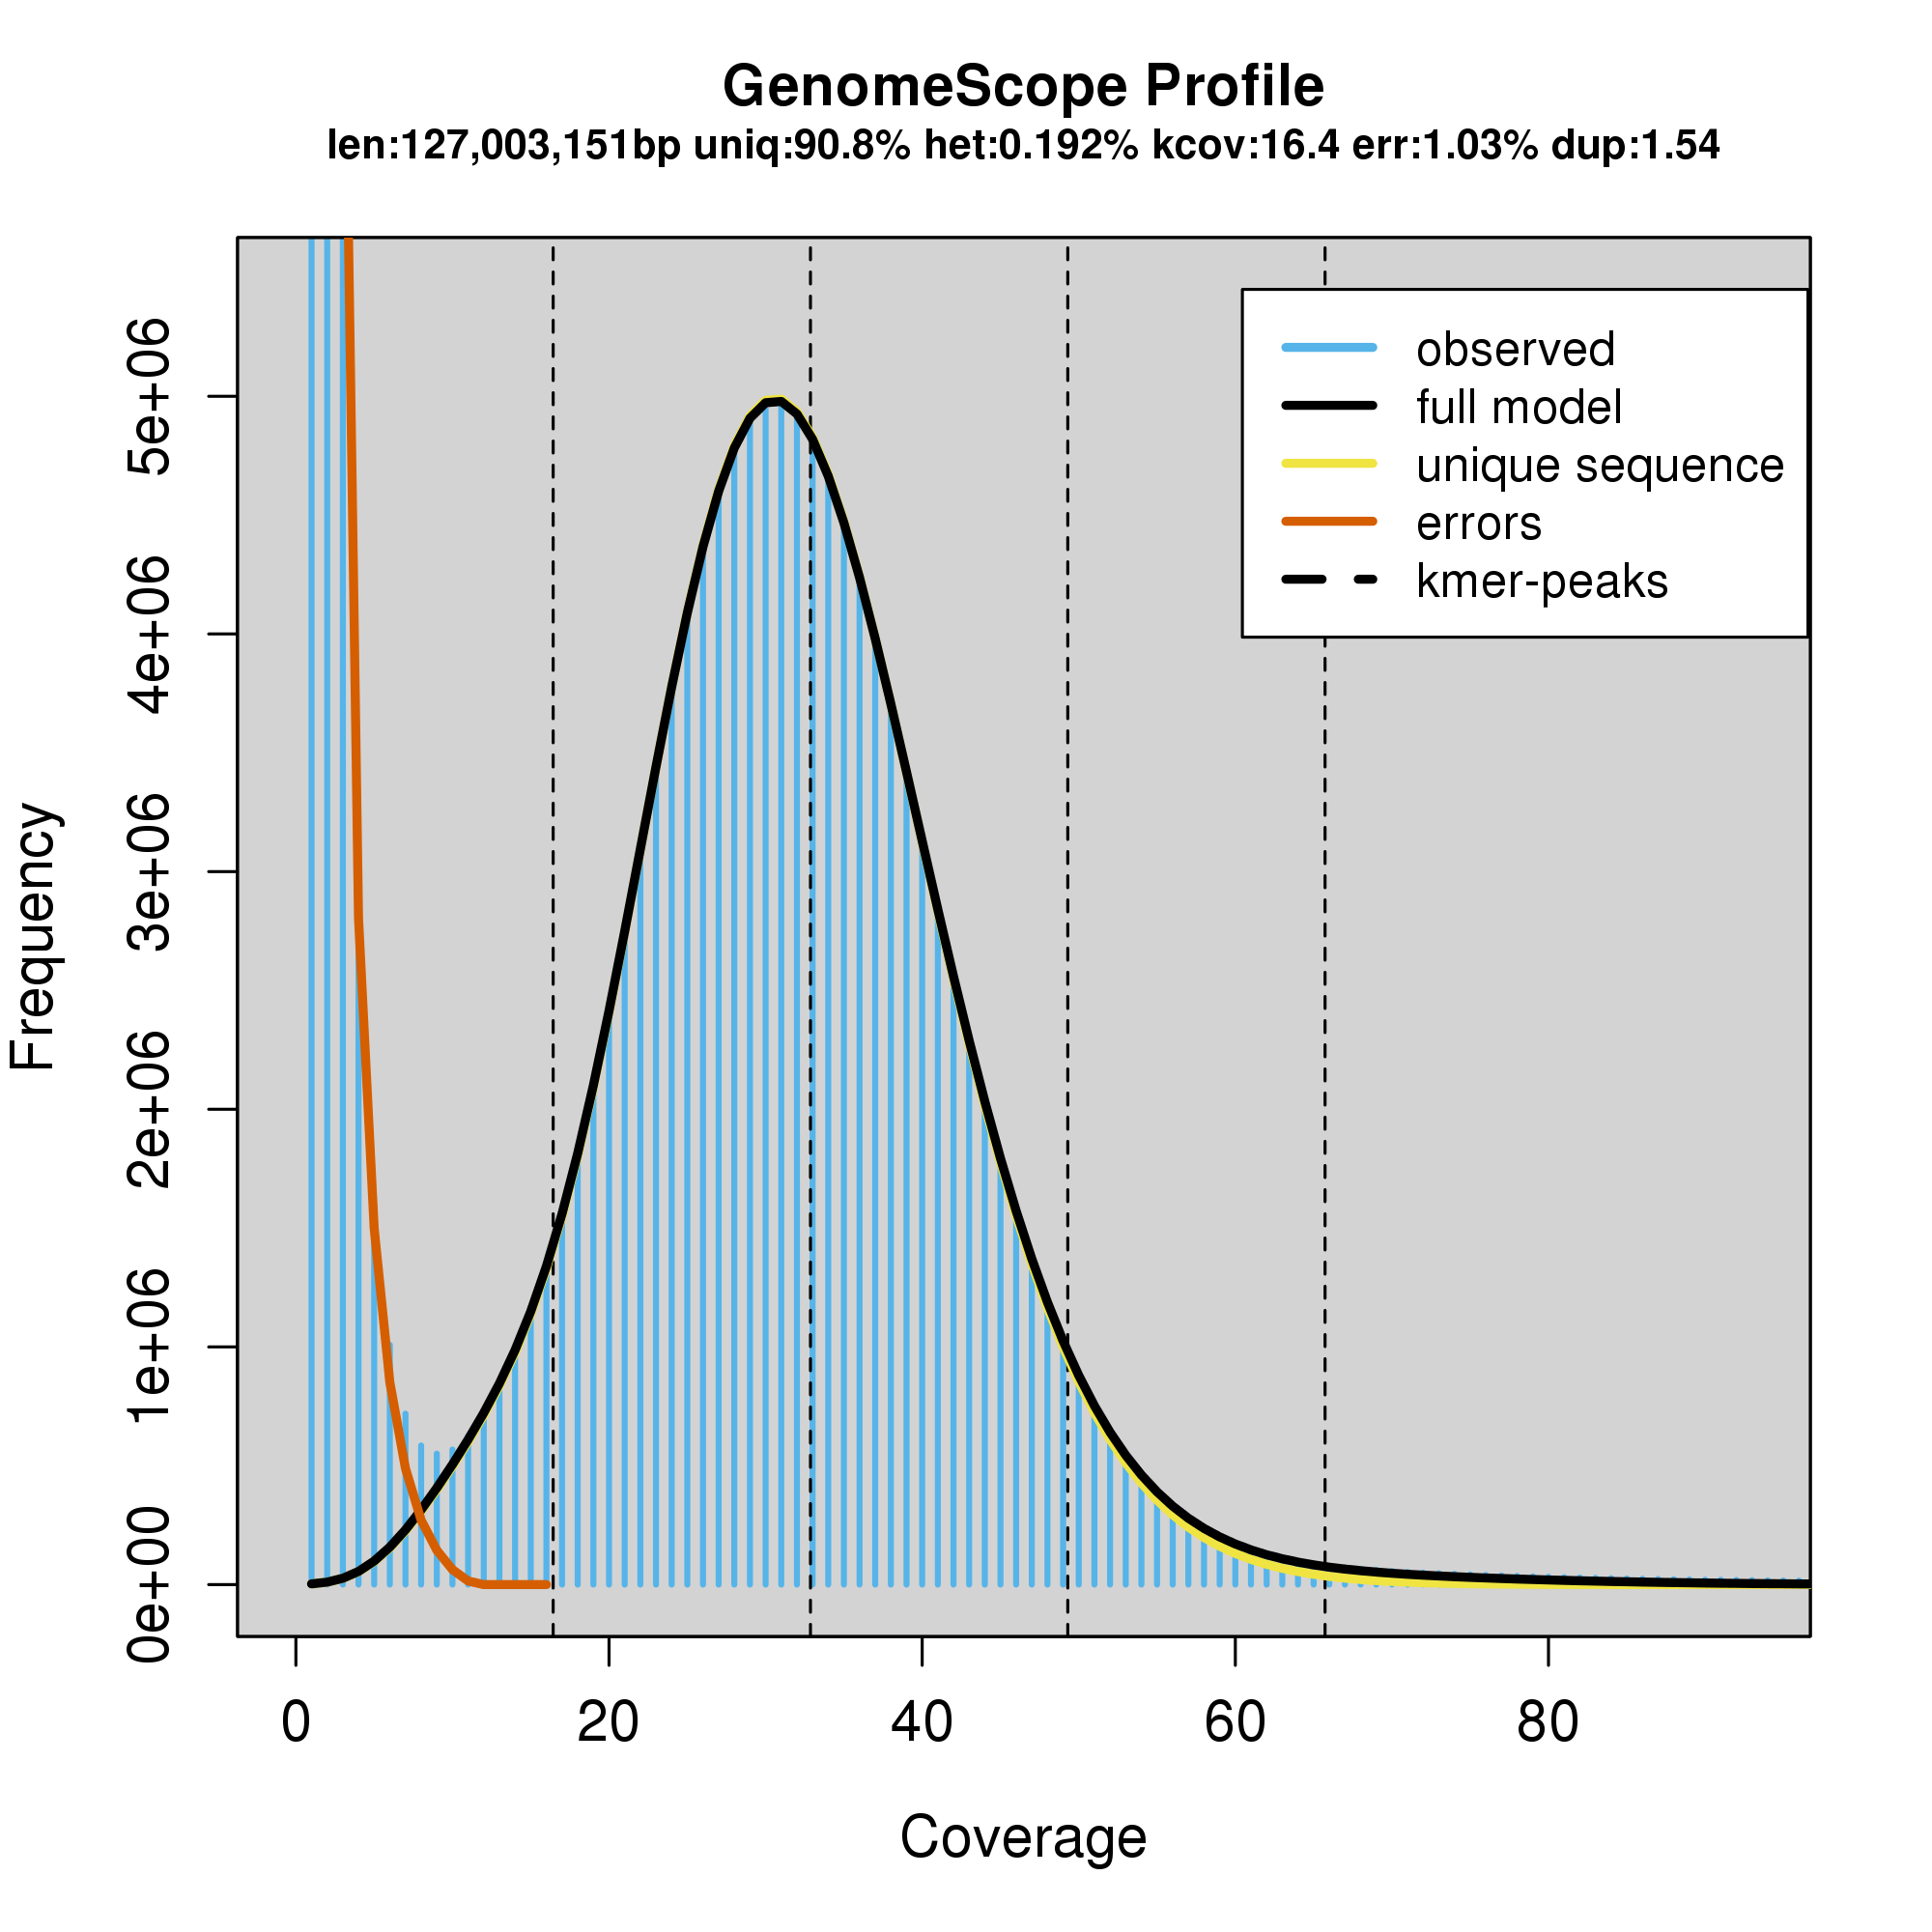 GenomeScope Profile
len:127,003,151bp uniq:90.8% het:0.192% kcov:16.4 err:1.03% dup:1.54
observed
full model
unique sequence
errors
kmer-peaks
Frequency
5e+06
4e+06
3e+06
2e+06
1e+06
0e+00
0 20 40 60 80
Coverage